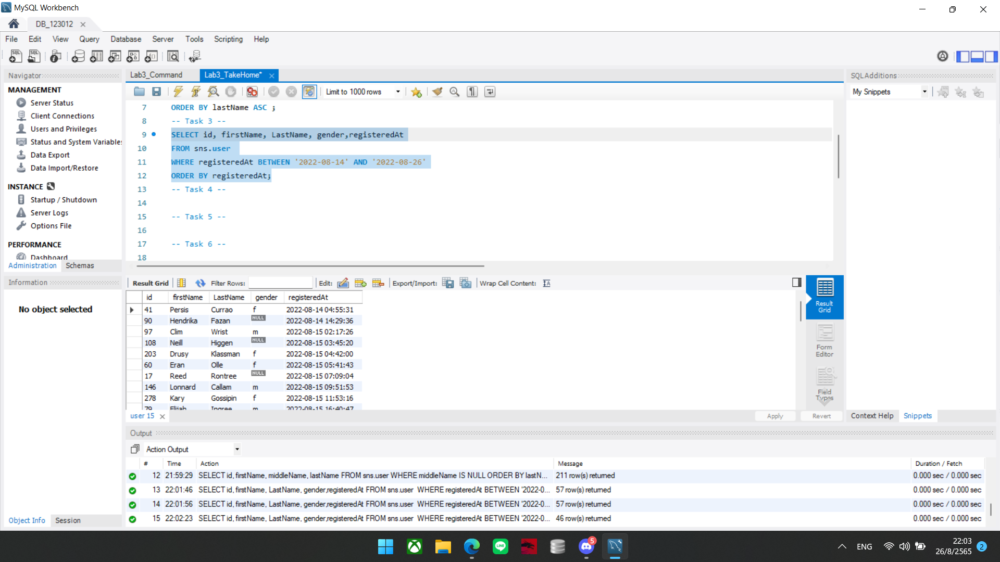 MySQL Workbench
DB_123012
File Edit View Query Database Server Tools Scripting Help
Navigator
MANAGEMENT
Server Status
Client Connections
Users and Privileges
Status and System Variables
Data Export
Data Import/Restore
INSTANCE
Startup / Shutdown
Server Logs
Options File
PERFORMANCE
Dashboard
Administration Schemas
Information
No object selected
Object Info Session
Lab3_Command Lab3_TakeHome*
Limit to 1000 rows
7 ORDER BY lastName ASC ;
8 -- Task 3 --
9 SELECT id, firstName, LastName, gender,registeredAt
10 FROM sns.user
11 WHERE registeredAt BETWEEN '2022-08-14' AND '2022-08-26'
12 ORDER BY registeredAt;
13 -- Task 4 --
14
15 -- Task 5 --
16
17 -- Task 6 --
18
Result Grid Filter Rows: Edit: Export/Import: Wrap Cell Content:
id firstName LastName gender registeredAt
41 Persis Currao f 2022-08-14 04:55:31
90 Hendrika Fazan NULL 2022-08-14 14:29:36
97 Clim Wrist m 2022-08-15 02:17:26
108 Neill Higgen NULL 2022-08-15 03:45:20
203 Drusy Klassman f 2022-08-15 04:42:00
60 Eran Olle f 2022-08-15 05:41:43
17 Reed Rontree NULL 2022-08-15 07:09:04
146 Lonnard Callam m 2022-08-15 09:51:53
278 Kary Gossipin f 2022-08-15 11:53:16
79 Elijah Ingree m 2022-08-15 16:40:47
Result
Grid
Form
Editor
Field
Types
user 15
Apply Revert
SQLAdditions
My Snippets
Context Help Snippets
Output
Action Output
# Time Action Message Duration / Fetch
12 21:59:29 SELECT id, firstName, middleName, lastName FROM sns.user WHERE middleName IS NULL ORDER BY lastN... 211 row(s) returned 0.000 sec / 0.000 sec
13 22:01:46 SELECT id, firstName, LastName, gender,registeredAt FROM sns.user WHERE registeredAt BETWEEN '2022-0... 57 row(s) returned 0.000 sec / 0.000 sec
14 22:01:56 SELECT id, firstName, LastName, gender,registeredAt FROM sns.user WHERE registeredAt BETWEEN '2022-0... 57 row(s) returned 0.000 sec / 0.000 sec
15 22:02:23 SELECT id, firstName, LastName, gender,registeredAt FROM sns.user WHERE registeredAt BETWEEN '2022-0... 46 row(s) returned 0.000 sec / 0.000 sec
LINE
5
ENG
22:03
26/8/2565
2